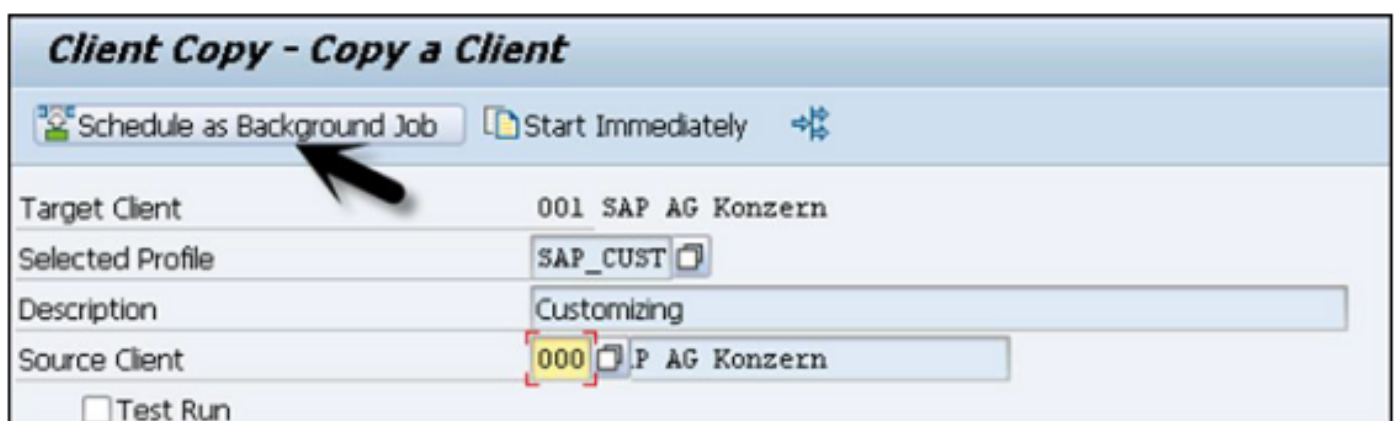 Client Copy - Copy a Client
Schedule as Background Job Start Immediately
Target Client 001 SAP AG Konzern
Selected Profile SAP_CUST
Description Customizing
Source Client 000 .P AG Konzern
Test Run